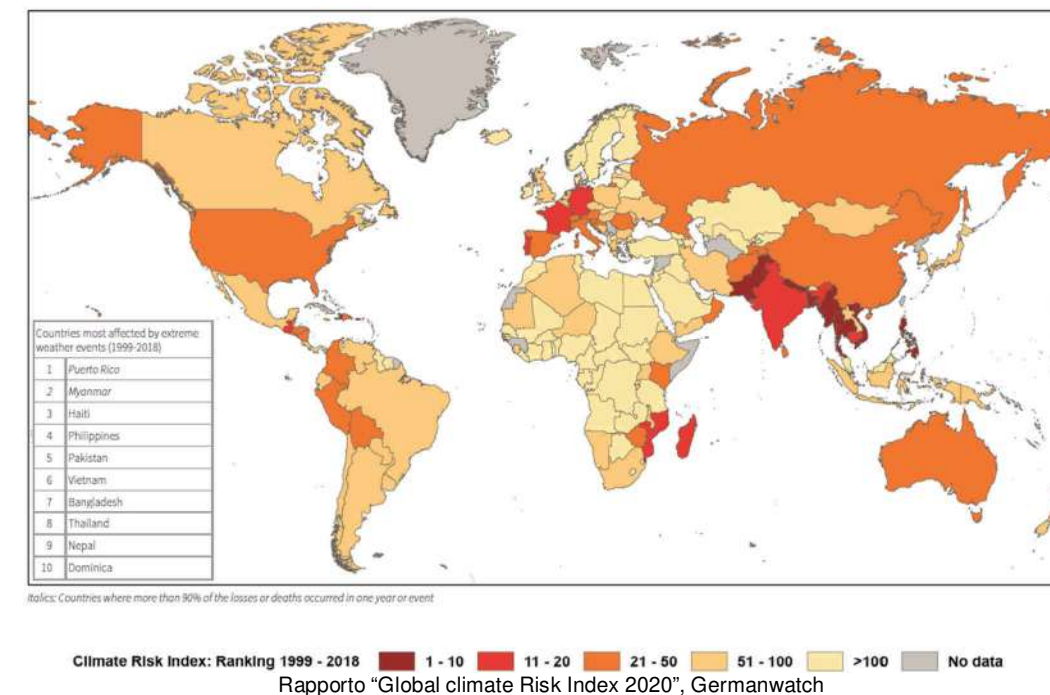 Countries most affected by extreme
weather events (1999-2018)
1 Puerto Rico
2 Myanmar
3 Haiti
4 Philippines
5 Pakistan
6 Vietnam
7 Bangladesh
8 Thailand
9 Nepal
10 Dominica
Italics: Countries where more than 90% of the losses or deaths occurred in one year or event
Climate Risk Index: Ranking 1999 - 2018 1 - 10 11 - 20 21 - 50 51 - 100 >100 No data
Rapporto “Global climate Risk Index 2020”, Germanwatch